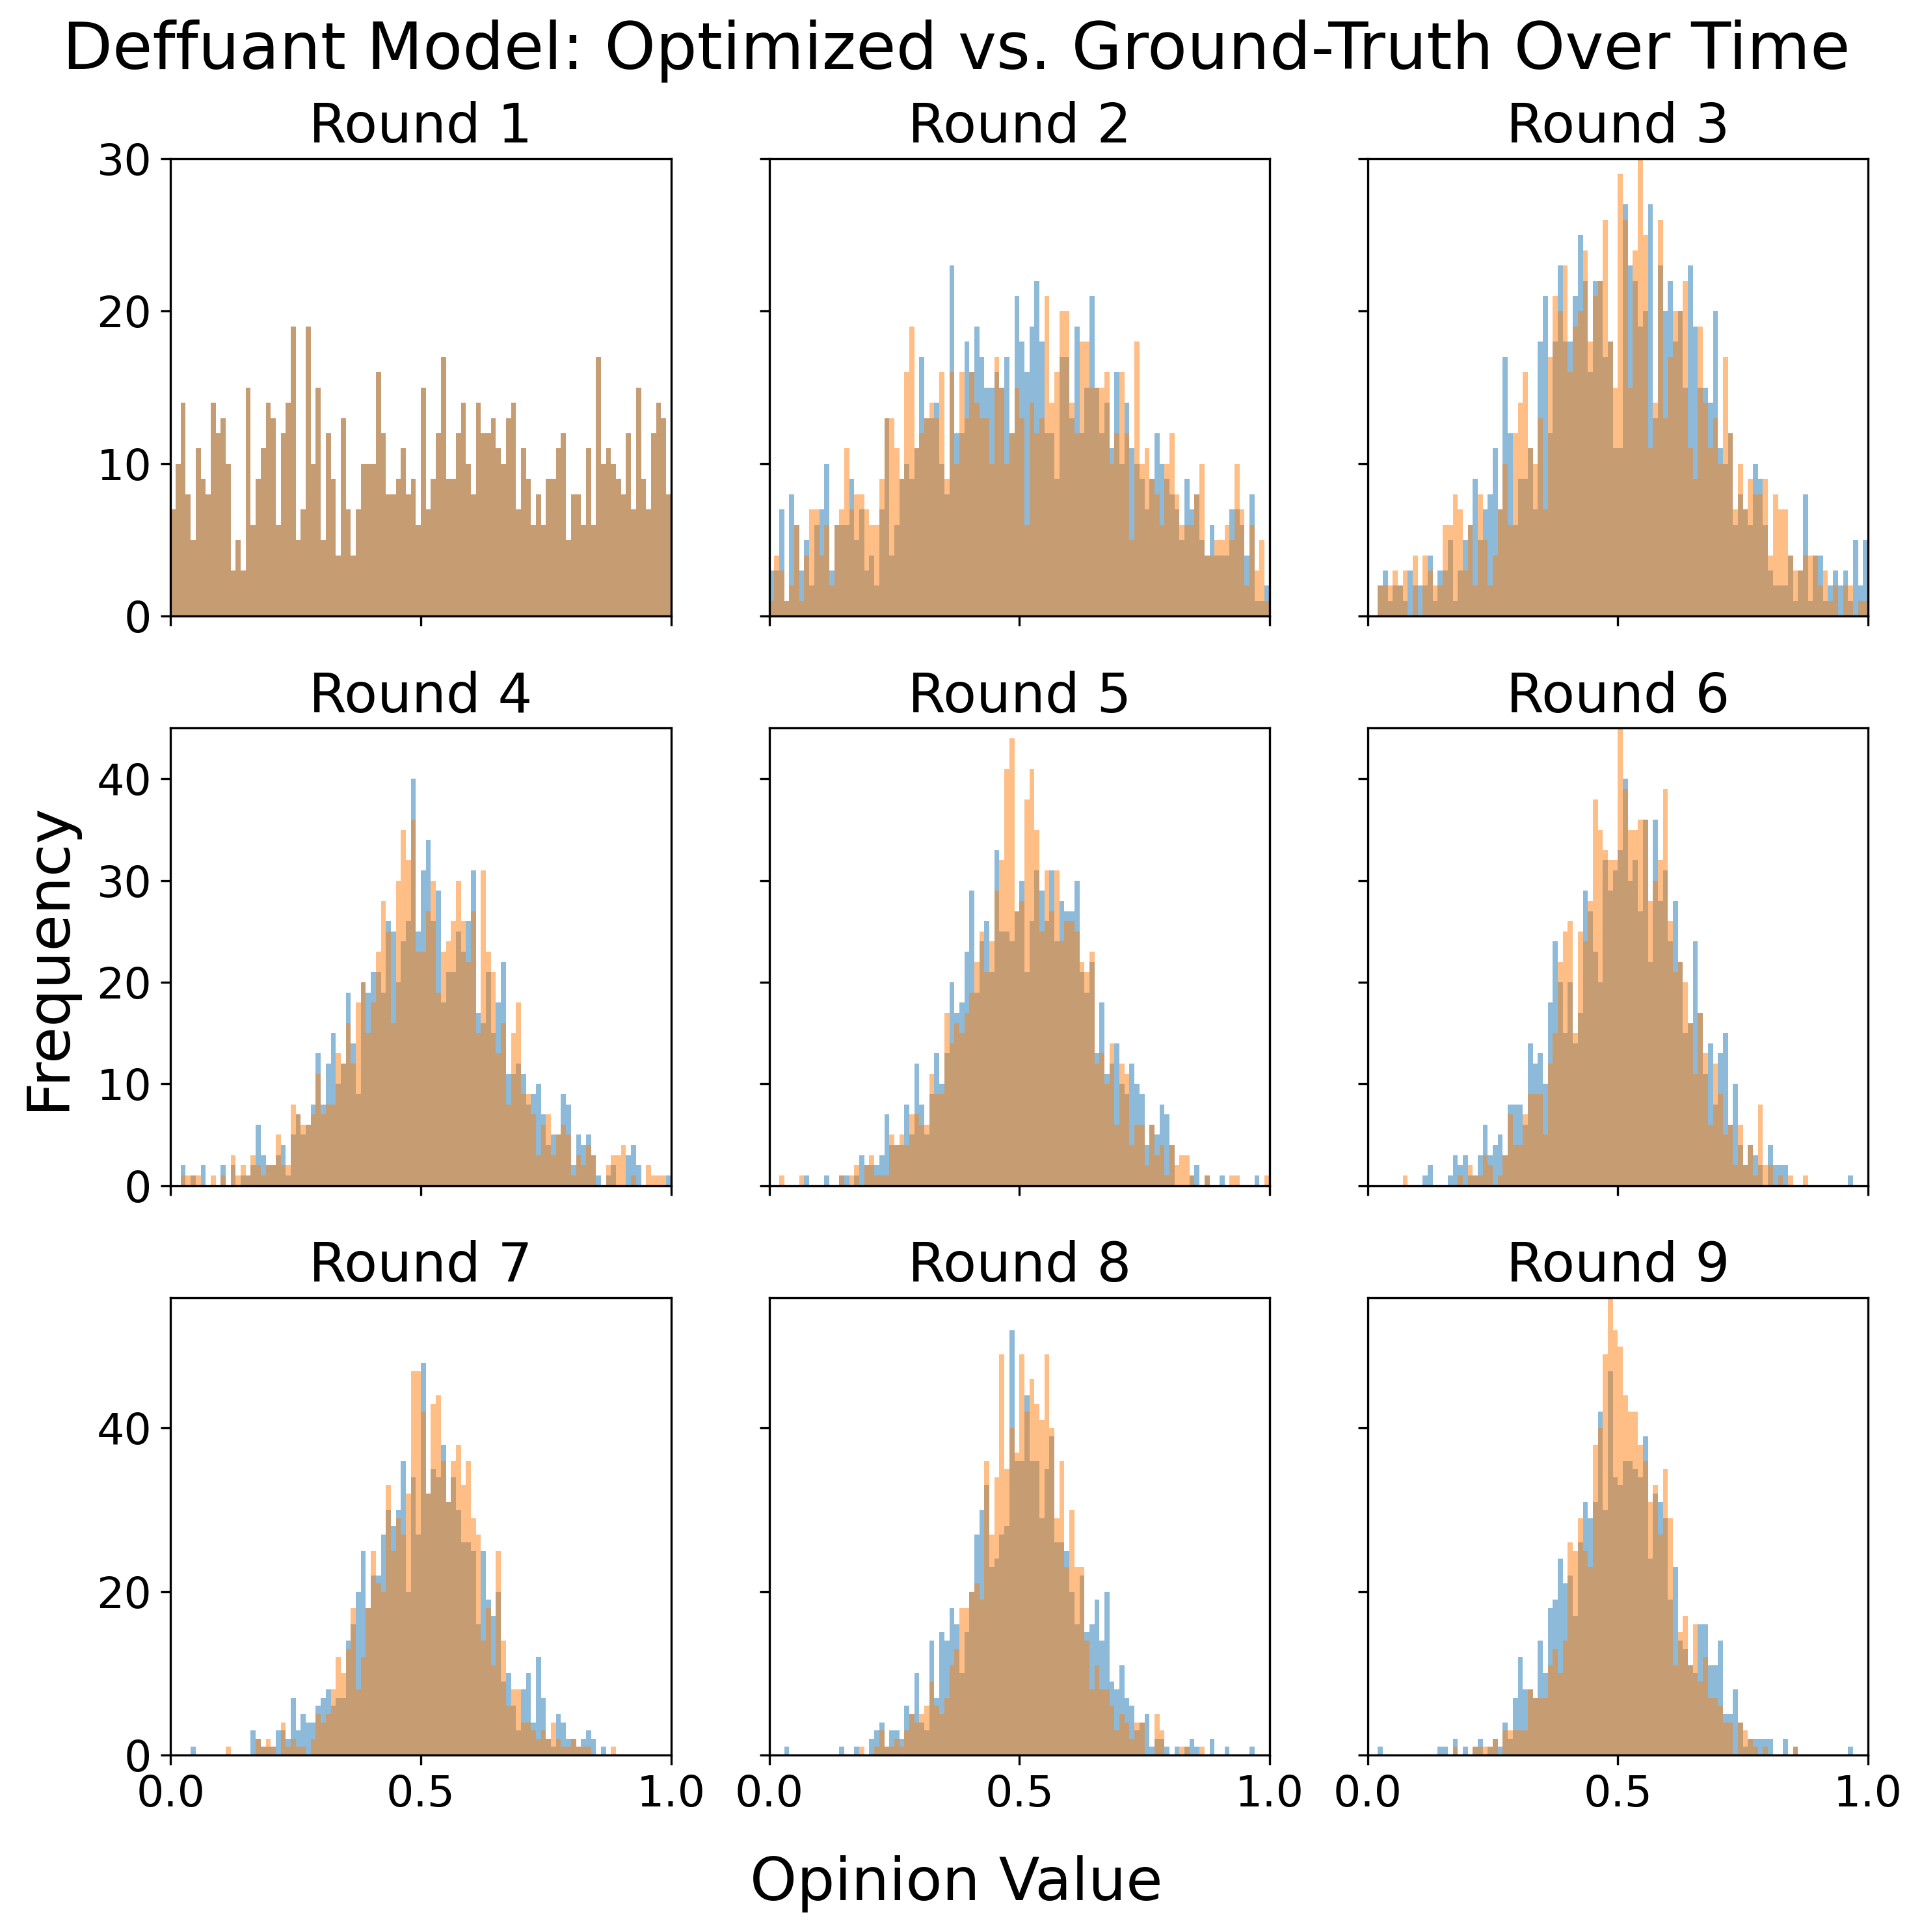 Deffuant Model: Optimized vs. Ground-Truth Over Time
Round 1
Round 2
Round 3
30
20
10
0
Round 4
Round 5
Round 6
40
30
20
10
0
Frequency
Round 7
Round 8
Round 9
40
20
0
0.0 0.5 1.0 0.0 0.5 1.0 0.0 0.5 1.0
Opinion Value